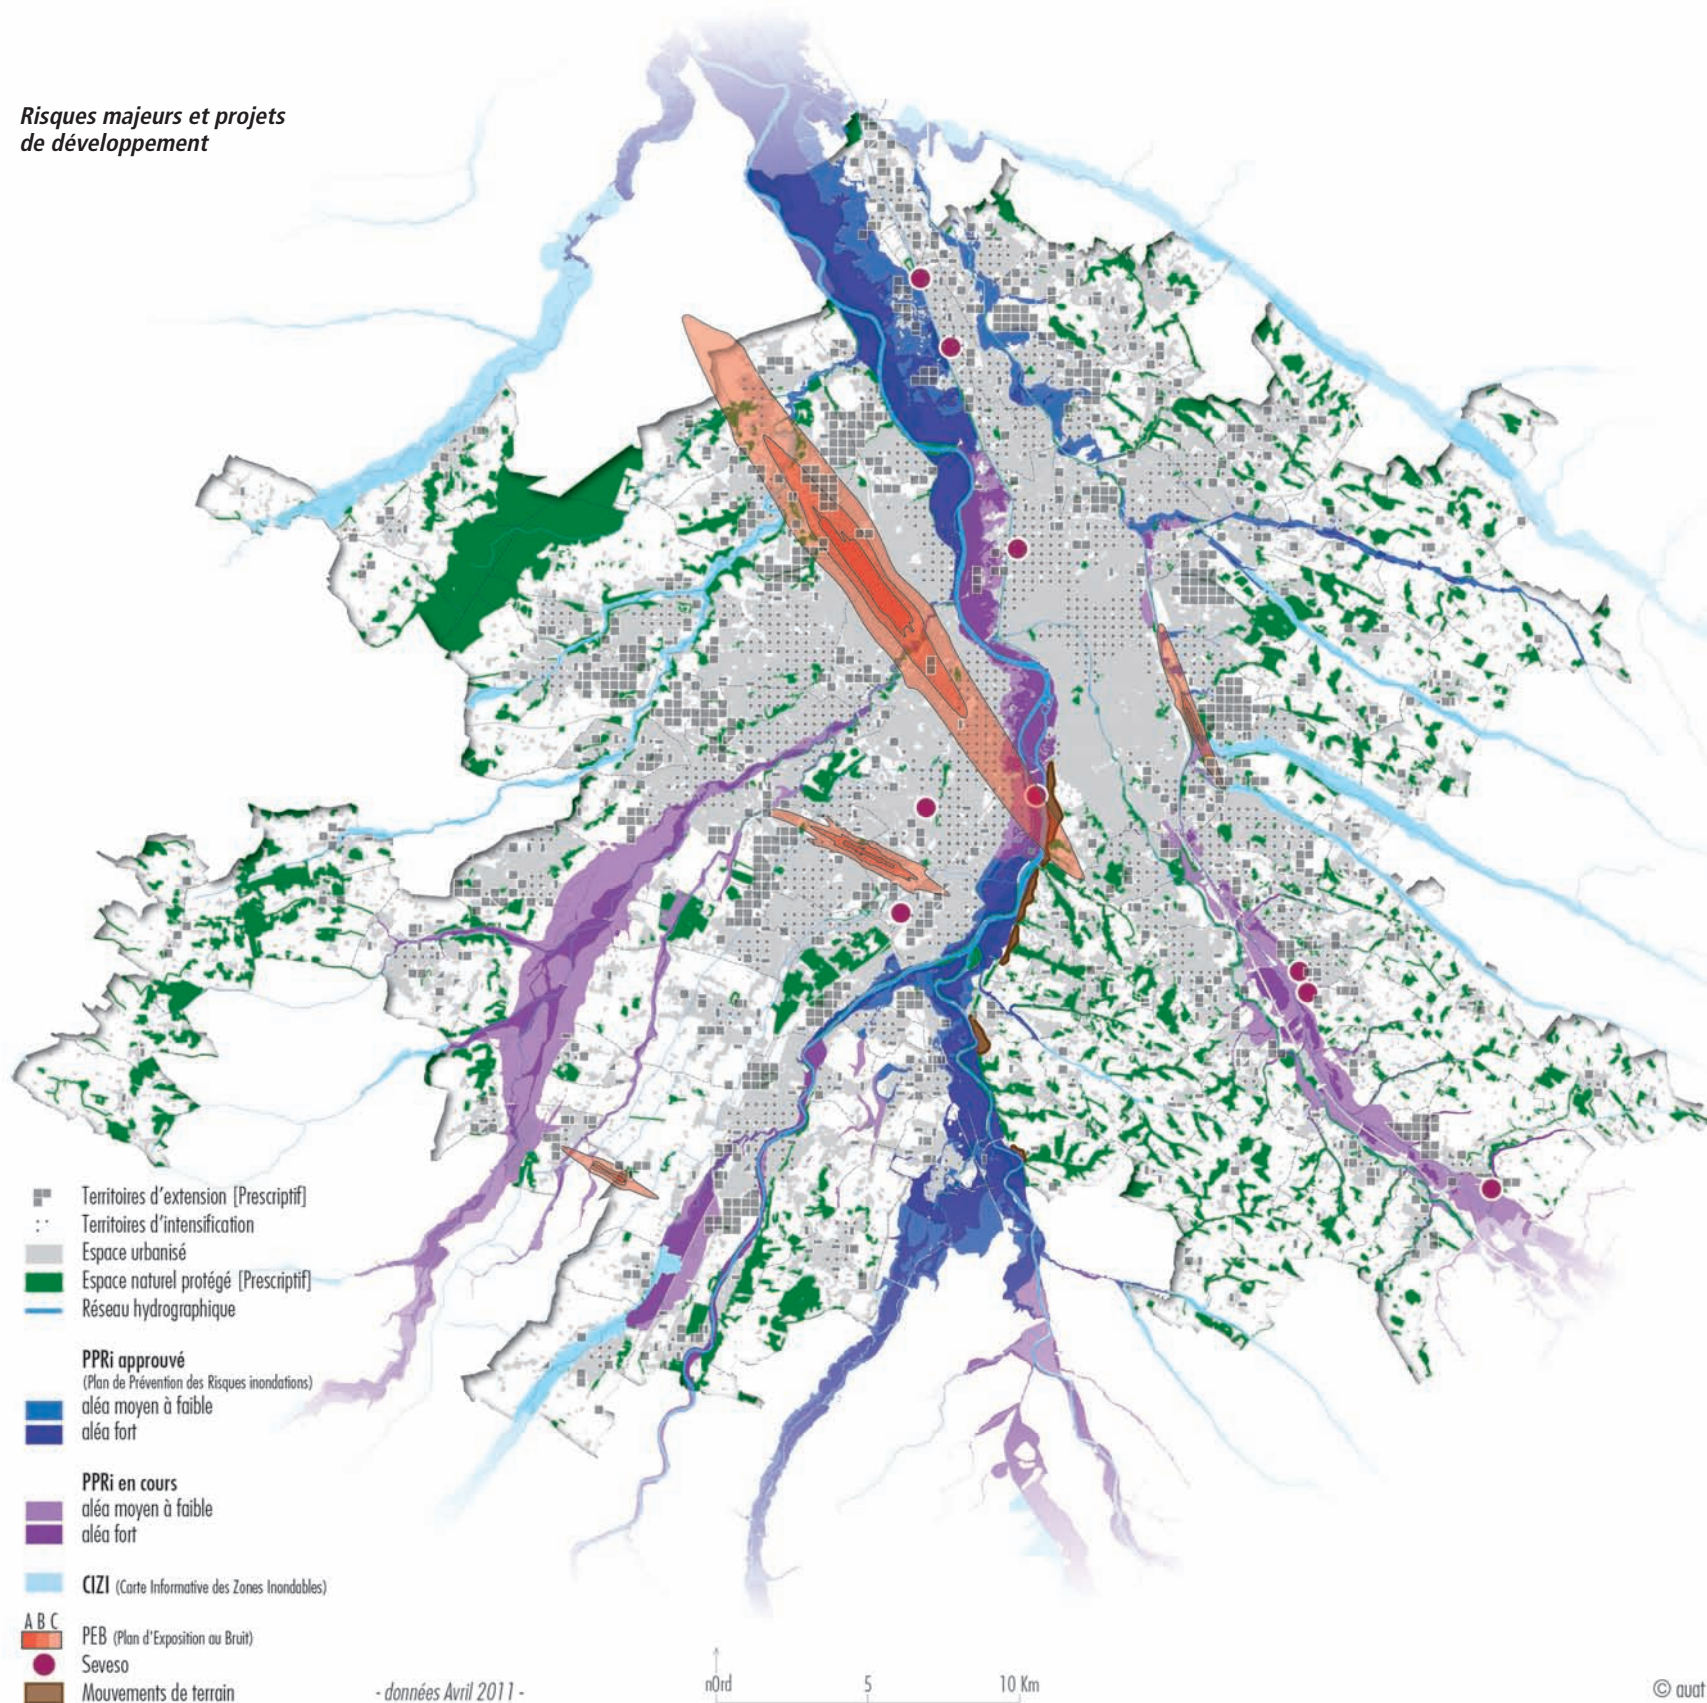 Risques majeurs et projets
de développement
Territoires d'extension [Prescriptif]
Territoires d'intensification
Espace urbanisé
Espace naturel protégé [Prescriptif]
Réseau hydrographique
PPRi approuvé
(Plan de Prévention des Risques inondations)
aléa moyen à faible
aléa fort
PPRi en cours
aléa moyen à faible
aléa fort
CIZI (Carte Informative des Zones Inondables)
A B C
PEB (Plan d'Exposition au Bruit)
Seveso
Mouvements de terrain
- données Avril 2011 -
nOrd 5 10 Km
© auat